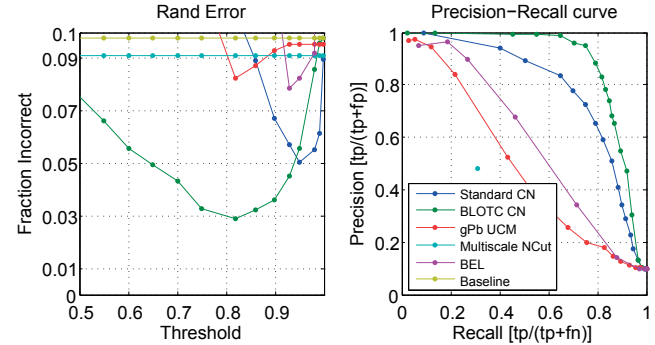 Rand Error
0.1
0.09
0.07
0.05
0.03
0.01
0
0.5
0.6
0.7
0.8
0.9
1
Fraction Incorrect
Threshold
Precision−Recall curve
1
0.8
0.6
0.4
0.2
0
0
0.2
0.4
0.6
0.8
1
Precision [tp/(tp+fp)]
Recall [tp/(tp+fn)]
Standard CN
BLOTC CN
gPb UCM
Multiscale NCut
BEL
Baseline